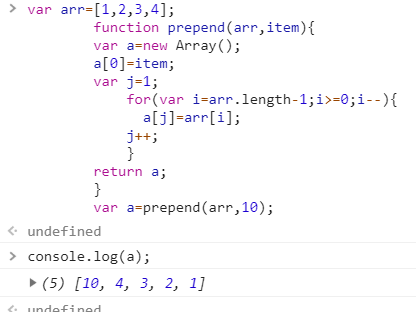 > var arr=[1,2,3,4];
function prepend(arr,item){
var a=new Array();
a[0]=item;
var j=1;
for(var i=arr.length-1;i>=0;i--){
a[j]=arr[i];
j++;
}
return a;
}
var a=prepend(arr,10);
undefined
> console.log(a);
(5) [10, 4, 3, 2, 1]
undefined